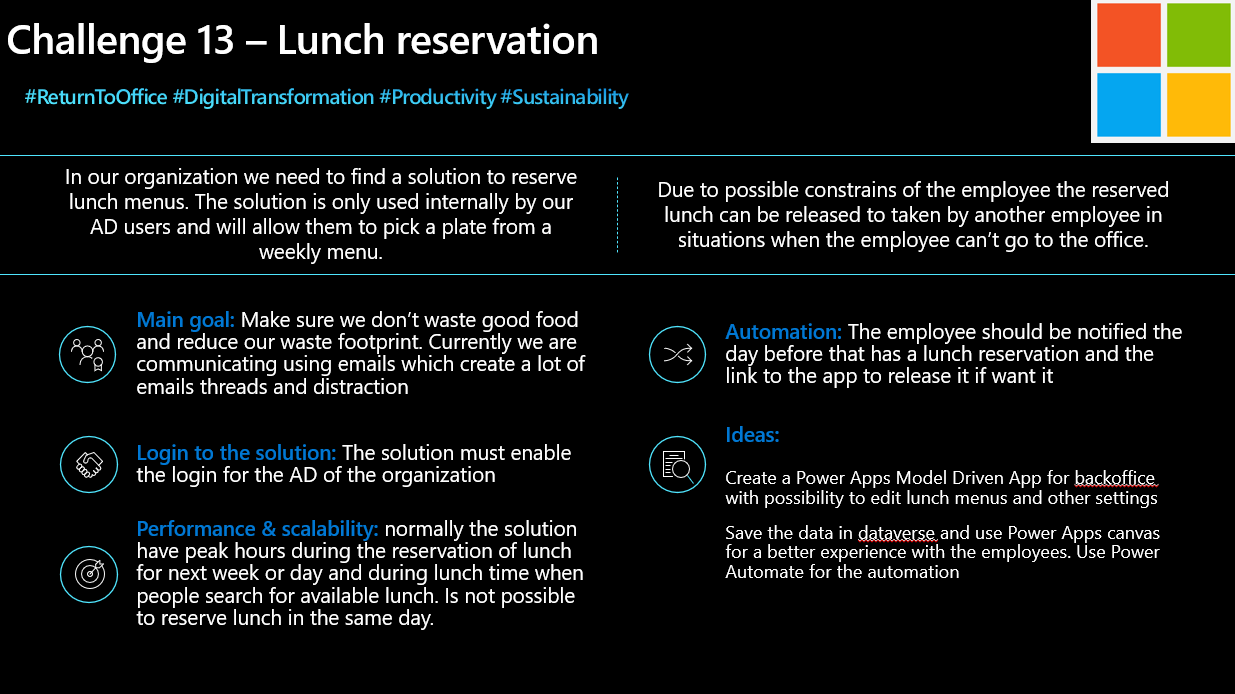 Challenge 13 – Lunch reservation
#ReturnToOffice #DigitalTransformation #Productivity #Sustainability
In our organization we need to find a solution to reserve
lunch menus. The solution is only used internally by our
AD users and will allow them to pick a plate from a
weekly menu.
Due to possible constrains of the employee the reserved
lunch can be released to taken by another employee in
situations when the employee can’t go to the office.
Main goal: Make sure we don’t waste good food
and reduce our waste footprint. Currently we are
communicating using emails which create a lot of
emails threads and distraction
Login to the solution: The solution must enable
the login for the AD of the organization
Performance & scalability: normally the solution
have peak hours during the reservation of lunch
for next week or day and during lunch time when
people search for available lunch. Is not possible
to reserve lunch in the same day.
Automation: The employee should be notified the
day before that has a lunch reservation and the
link to the app to release it if want it
Ideas:
Create a Power Apps Model Driven App for backoffice
with possibility to edit lunch menus and other settings
Save the data in dataverse and use Power Apps canvas
for a better experience with the employees. Use Power
Automate for the automation